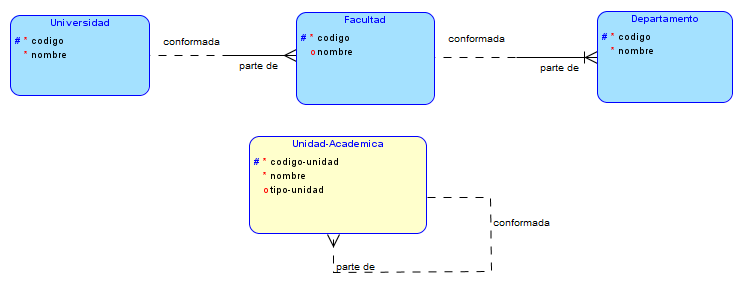 Universidad
# * codigo
* nombre
conformada
parte de
Facultad
# * codigo
o nombre
conformada
parte de
Departamento
# * codigo
* nombre
Unidad-Academica
# * codigo-unidad
* nombre
o tipo-unidad
conformada
parte de